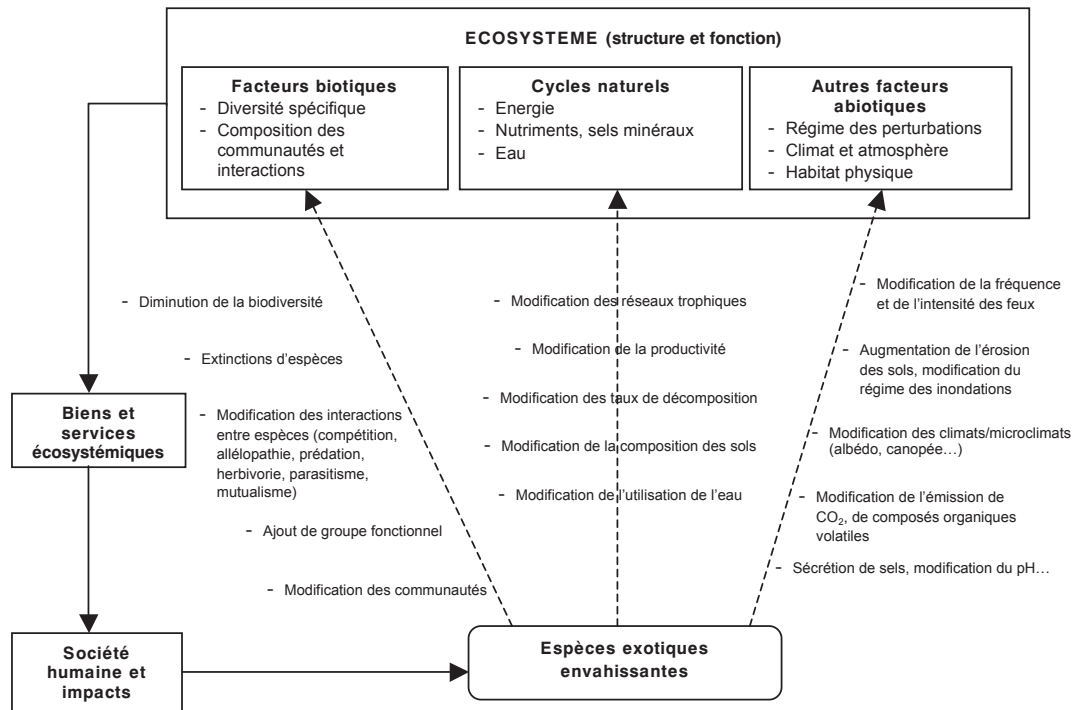 ECOSYSTEME (structure et fonction)
Facteurs biotiques
- Diversité spécifique
- Composition des
communautés et
interactions
Cycles naturels
- Energie
- Nutriments, sels minéraux
- Eau
Autres facteurs
abiotiques
- Régime des perturbations
- Climat et atmosphère
- Habitat physique
- Diminution de la biodiversité
- Extinctions d'espèces
- Modification des interactions
entre espèces (compétition,
allélopathie, prédation,
herbivorie, parasitisme,
mutualisme)
- Ajout de groupe fonctionnel
- Modification des communautés
- Modification des réseaux trophiques
- Modification de la productivité
- Modification des taux de décomposition
- Modification de la composition des sols
- Modification de l'utilisation de l'eau
- Modification de la fréquence
et de l'intensité des feux
- Augmentation de l'érosion
des sols, modification du
régime des inondations
- Modification des climats/microclimats
(albédo, canopée…)
- Modification de l'émission de
CO₂, de composés organiques
volatiles
- Sécrétion de sels, modification du pH…
Biens et
services
écosystémiques
Société
humaine et
impacts
Espèces exotiques
envahissantes